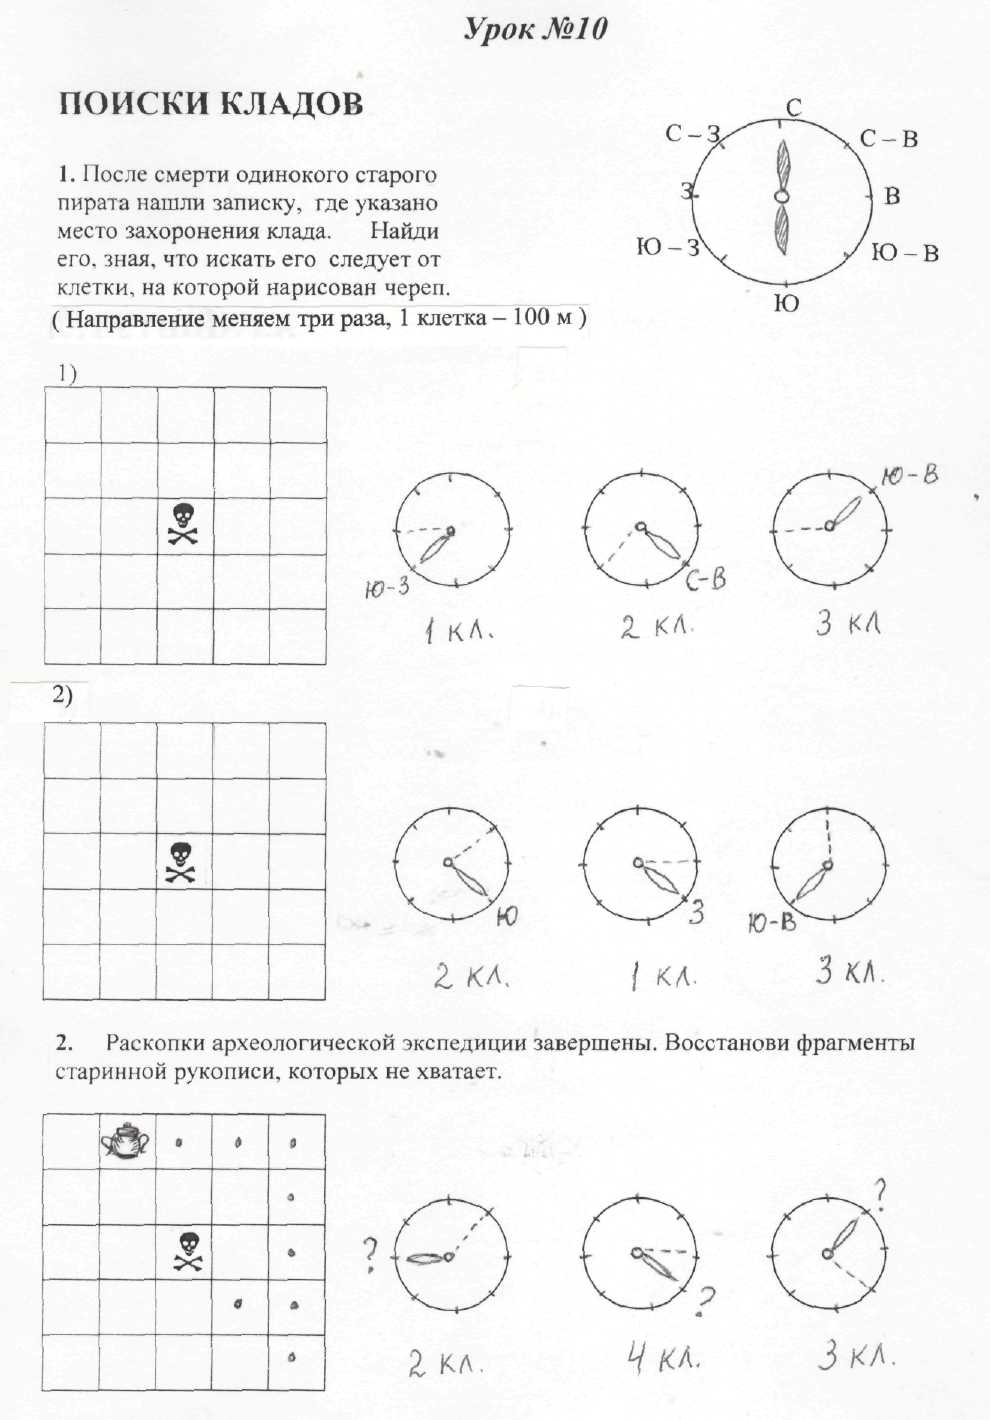 Урок №10
ПОИСКИ КЛАДОВ
С
С – З
С – В
З
В
Ю – З
Ю – В
Ю
1. После смерти одинокого старого
пирата нашли записку, где указано
место захоронения клада. Найди
его, зная, что искать его следует от
клетки, на которой нарисован череп.
( Направление меняем три раза, 1 клетка – 100 м )
1)
Ю-З
С-В
Ю-В
1 кл.
2 кл.
3 кл
2)
Ю
З
Ю-В
2 кл.
1 кл.
3 кл.
2. Раскопки археологической экспедиции завершены. Восстанови фрагменты
старинной рукописи, которых не хватает.
?
?
?
2 кл.
4 кл.
3 кл.